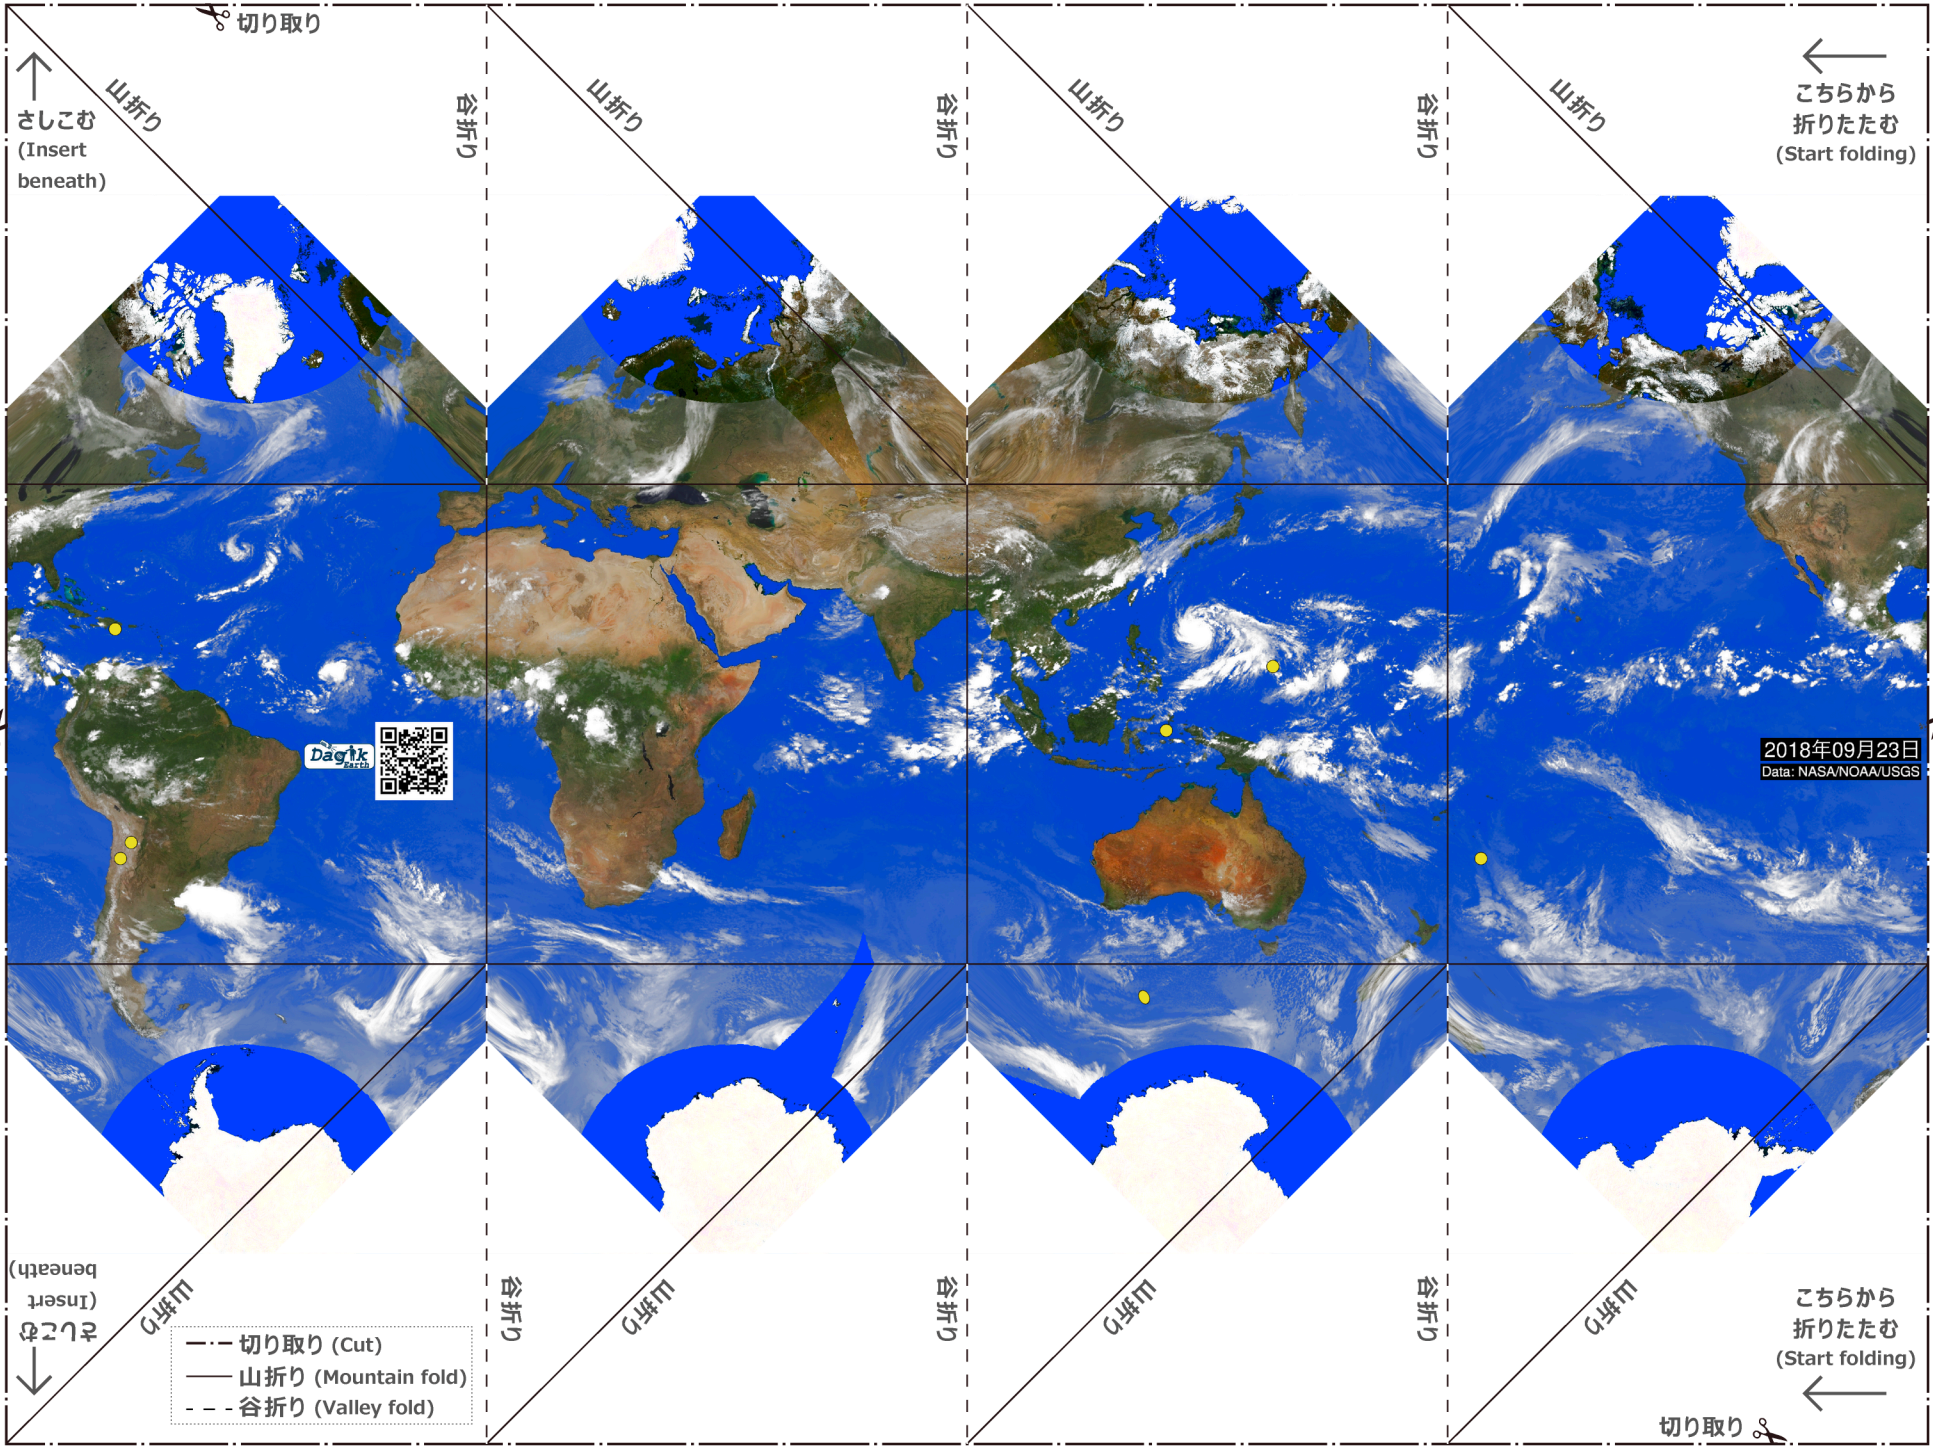 切り取り
山折り
谷折り
山折り
谷折り
山折り
谷折り
山折り
さしこむ
(Insert
beneath)
こちらから
折りたたむ
(Start folding)
Dagik
Earth
2018年09月23日
Data: NASA/NOAA/USGS
さしこむ
(Insert
beneath)
山折り
谷折り
山折り
谷折り
山折り
谷折り
山折り
切り取り (Cut)
山折り (Mountain fold)
谷折り (Valley fold)
こちらから
折りたたむ
(Start folding)
切り取り